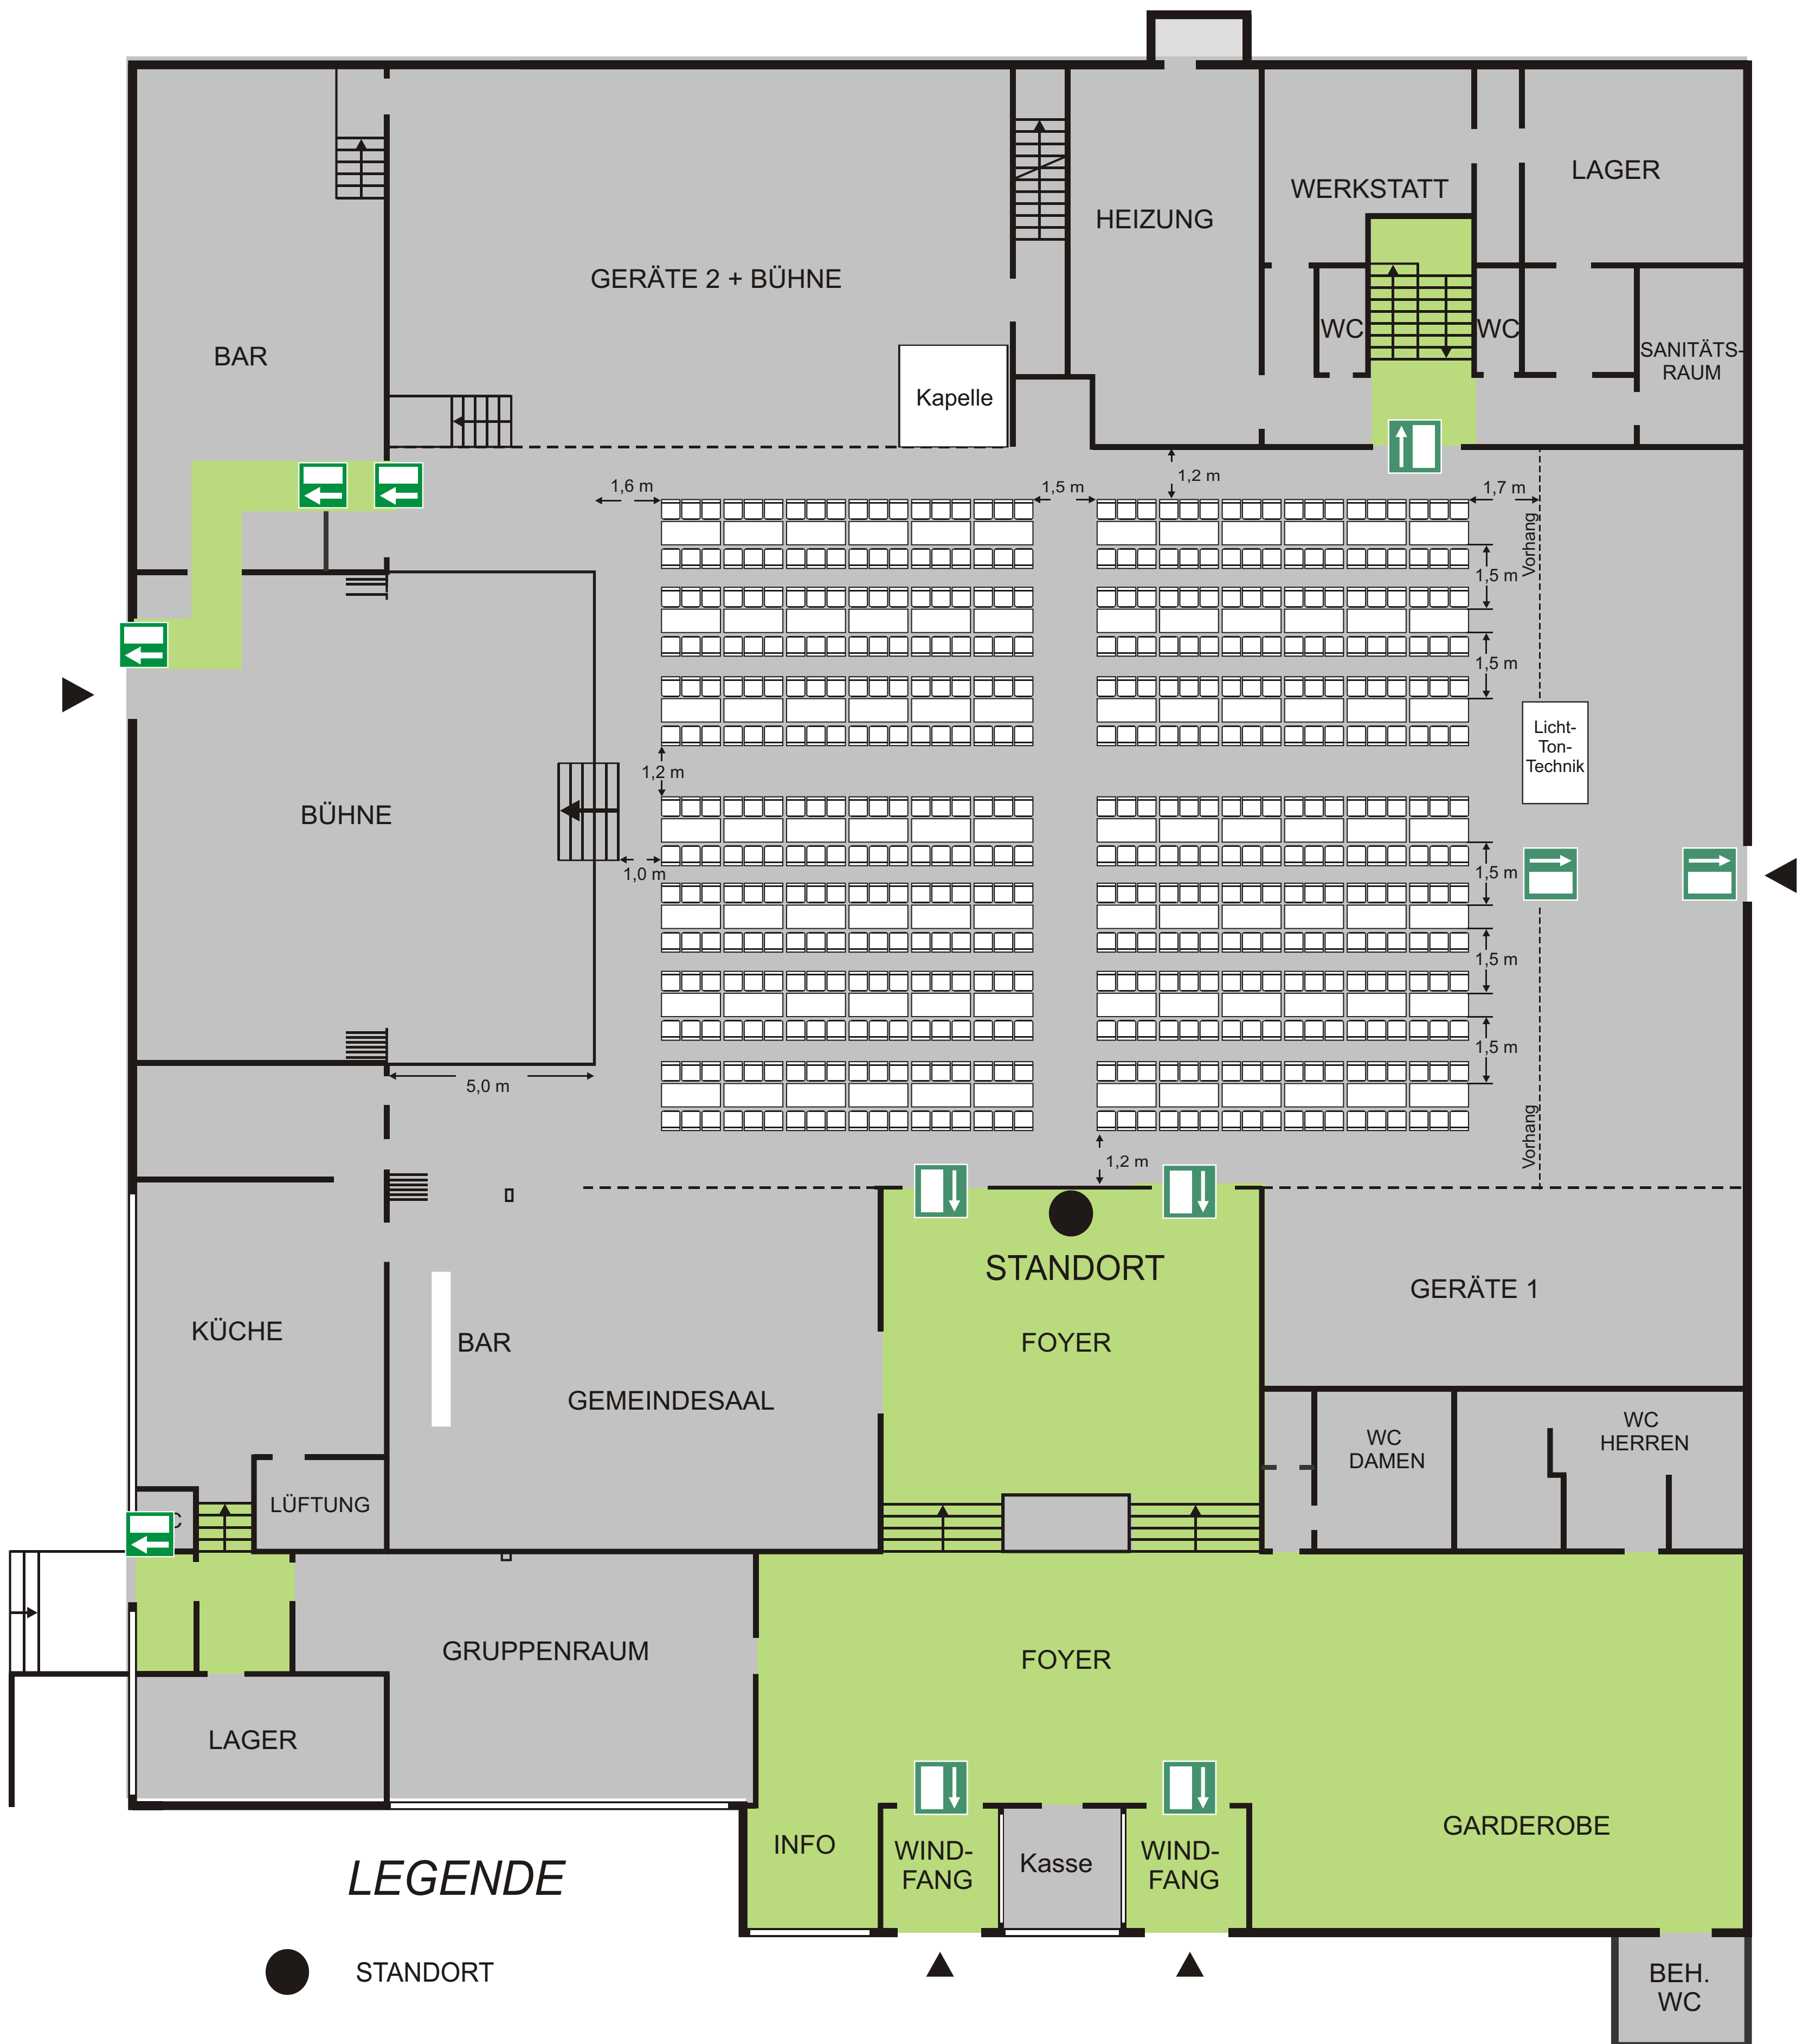 LAGER
WERKSTATT
HEIZUNG
GERÄTE 2 + BÜHNE
WC
WC
SANITÄTS-
RAUM
BAR
Kapelle
1,6 m
1,5 m
1,2 m
1,7 m
Vorhang
1,5 m
1,5 m
Licht-
Ton-
Technik
1,2 m
BÜHNE
1,0 m
1,5 m
1,5 m
1,5 m
5,0 m
Vorhang
1,2 m
STANDORT
GERÄTE 1
KÜCHE
BAR
FOYER
GEMEINDESAAL
WC
HERREN
WC
DAMEN
LÜFTUNG
GRUPPENRAUM
FOYER
LAGER
GARDEROBE
INFO
WIND-
FANG
Kasse
WIND-
FANG
LEGENDE
STANDORT
BEH.
WC